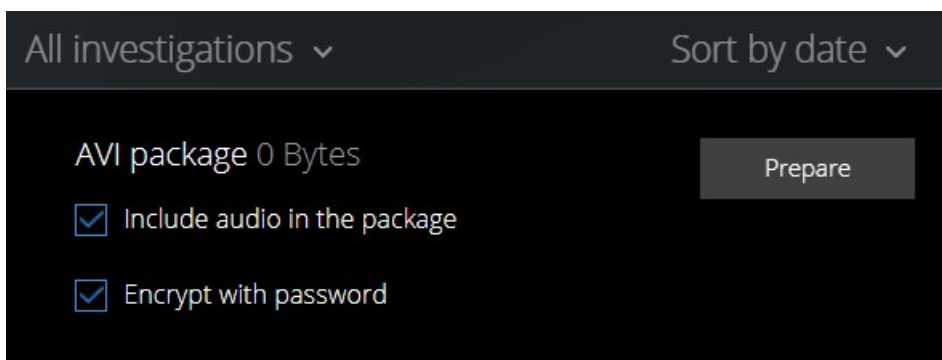 All investigations
Sort by date
AVI package 0 Bytes
Prepare
Include audio in the package
Encrypt with password